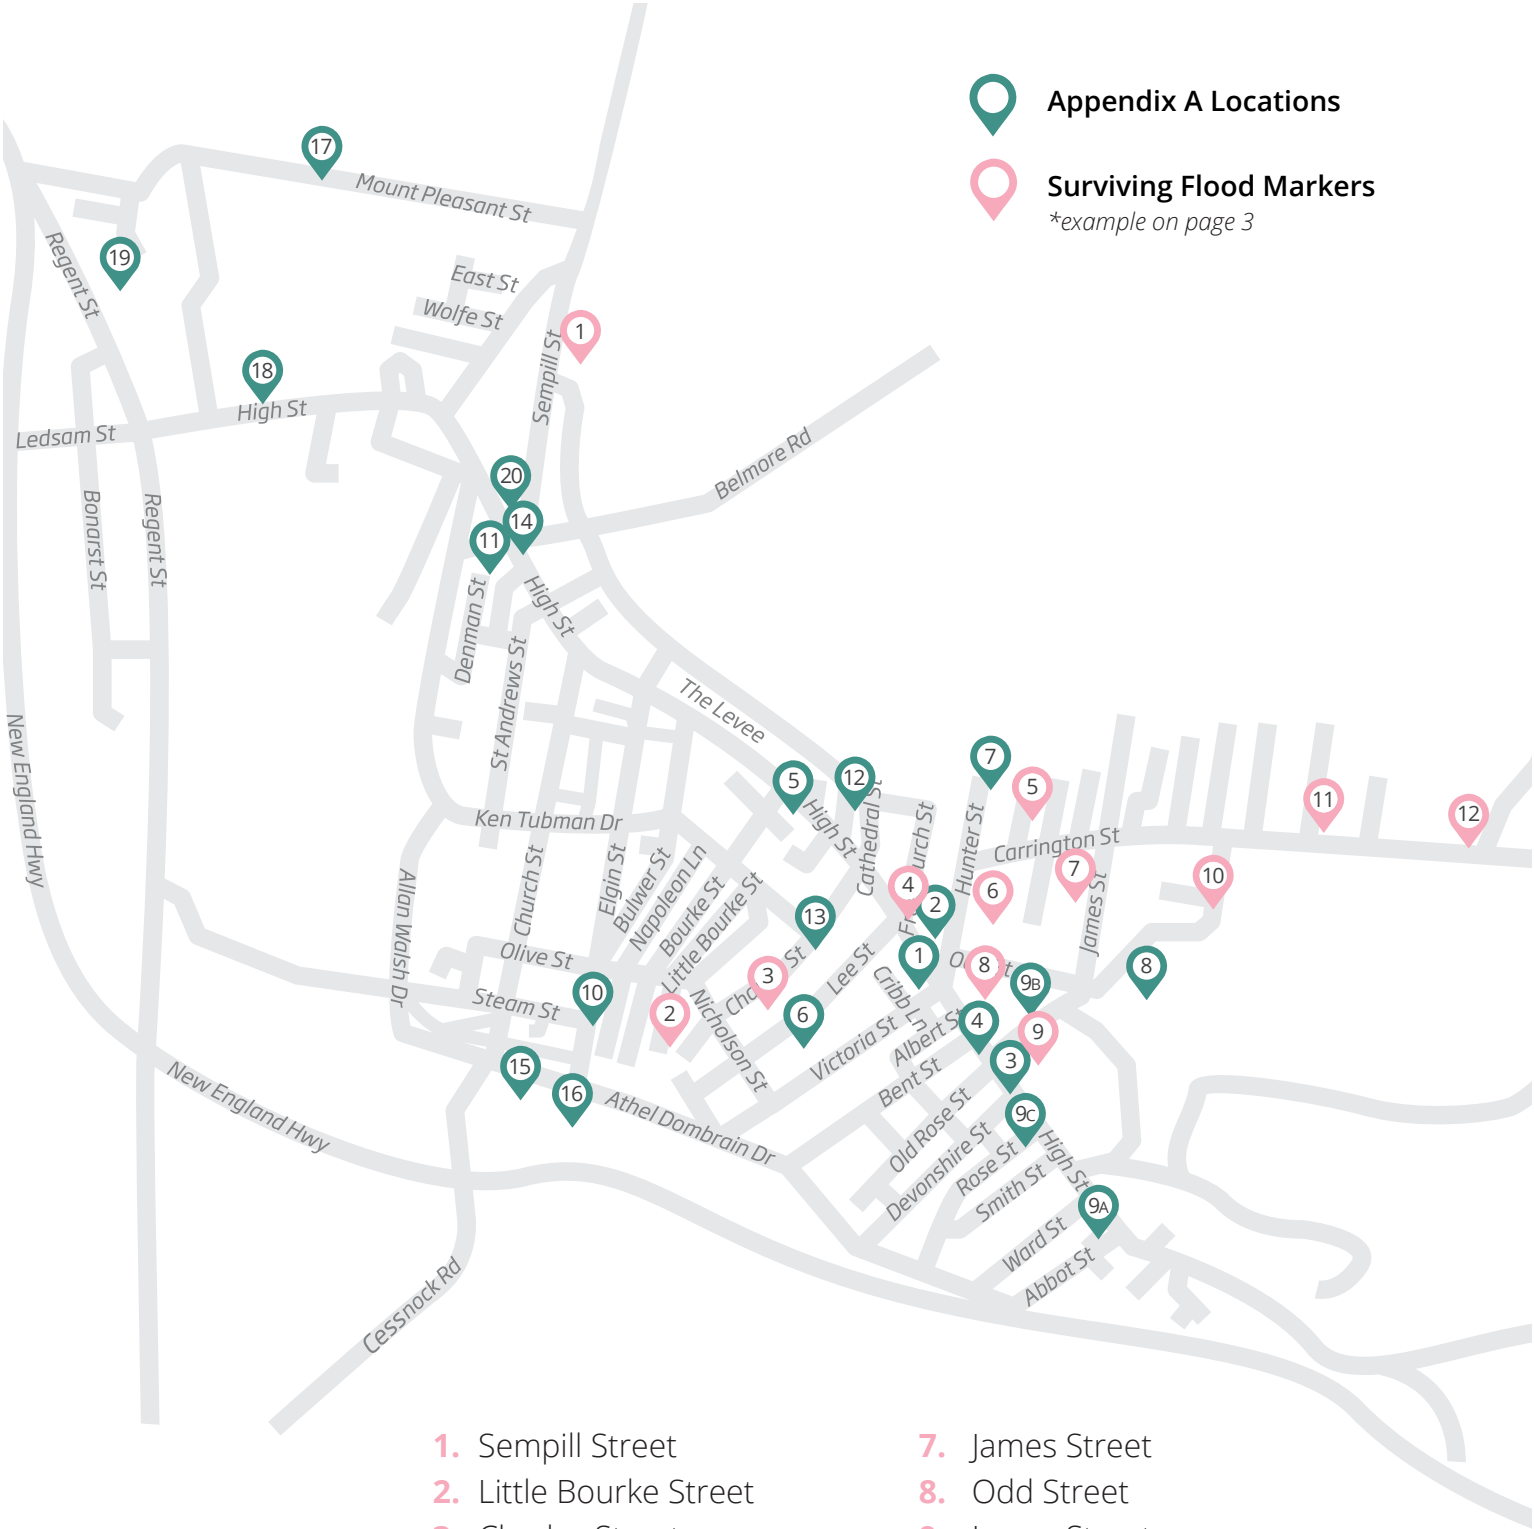 Appendix A Locations
Surviving Flood Markers
*example on page 3
17
Mount Pleasant St
19
Regent St
East St
Wolfe St
1
Sempill St
18
High St
Ledsam St
Belmore Rd
20
14
11
Bonarst St
Regent St
High St
Denman St
St Andrews St
The Levee
New England Hwy
7
5
12
5
11
12
High St
Cathedral St
urch St
Hunter St
Carrington St
Ken Tubman Dr
Church St
Elgin St
Bulwer St
Napoleon Ln
Bourke St
Little Bourke St
Allan Walsh Dr
4
2
6
7
10
James St
13
1
8
9B
8
Olive St
Steam St
10
3
St
Lee St
Cribb Ln
2
Nicholson St
6
4
9
Victoria St
Albert St
Bent St
3
15
16
Athel Dombrain Dr
New England Hwy
Old Rose St
Devonshire St
9C
Rose St
Smith St
High St
9A
Ward St
Abbot St
Cessnock Rd
1. Sempill Street
2. Little Bourke Street
7. James Street
8. Odd Street